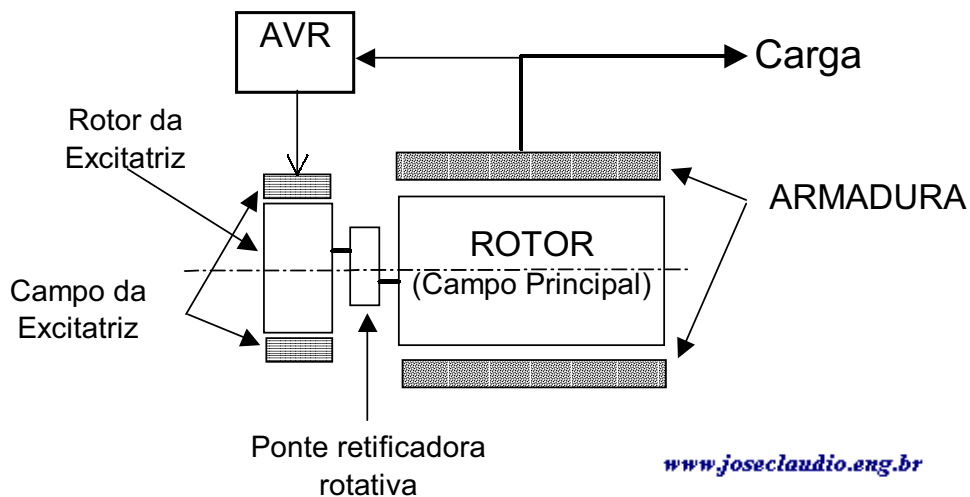 AVR
Carga
Rotor da
Excitatriz
ARMADURA
ROTOR
(Campo Principal)
Campo da
Excitatriz
Ponte retificadora
rotativa
www.joseclaudio.eng.br